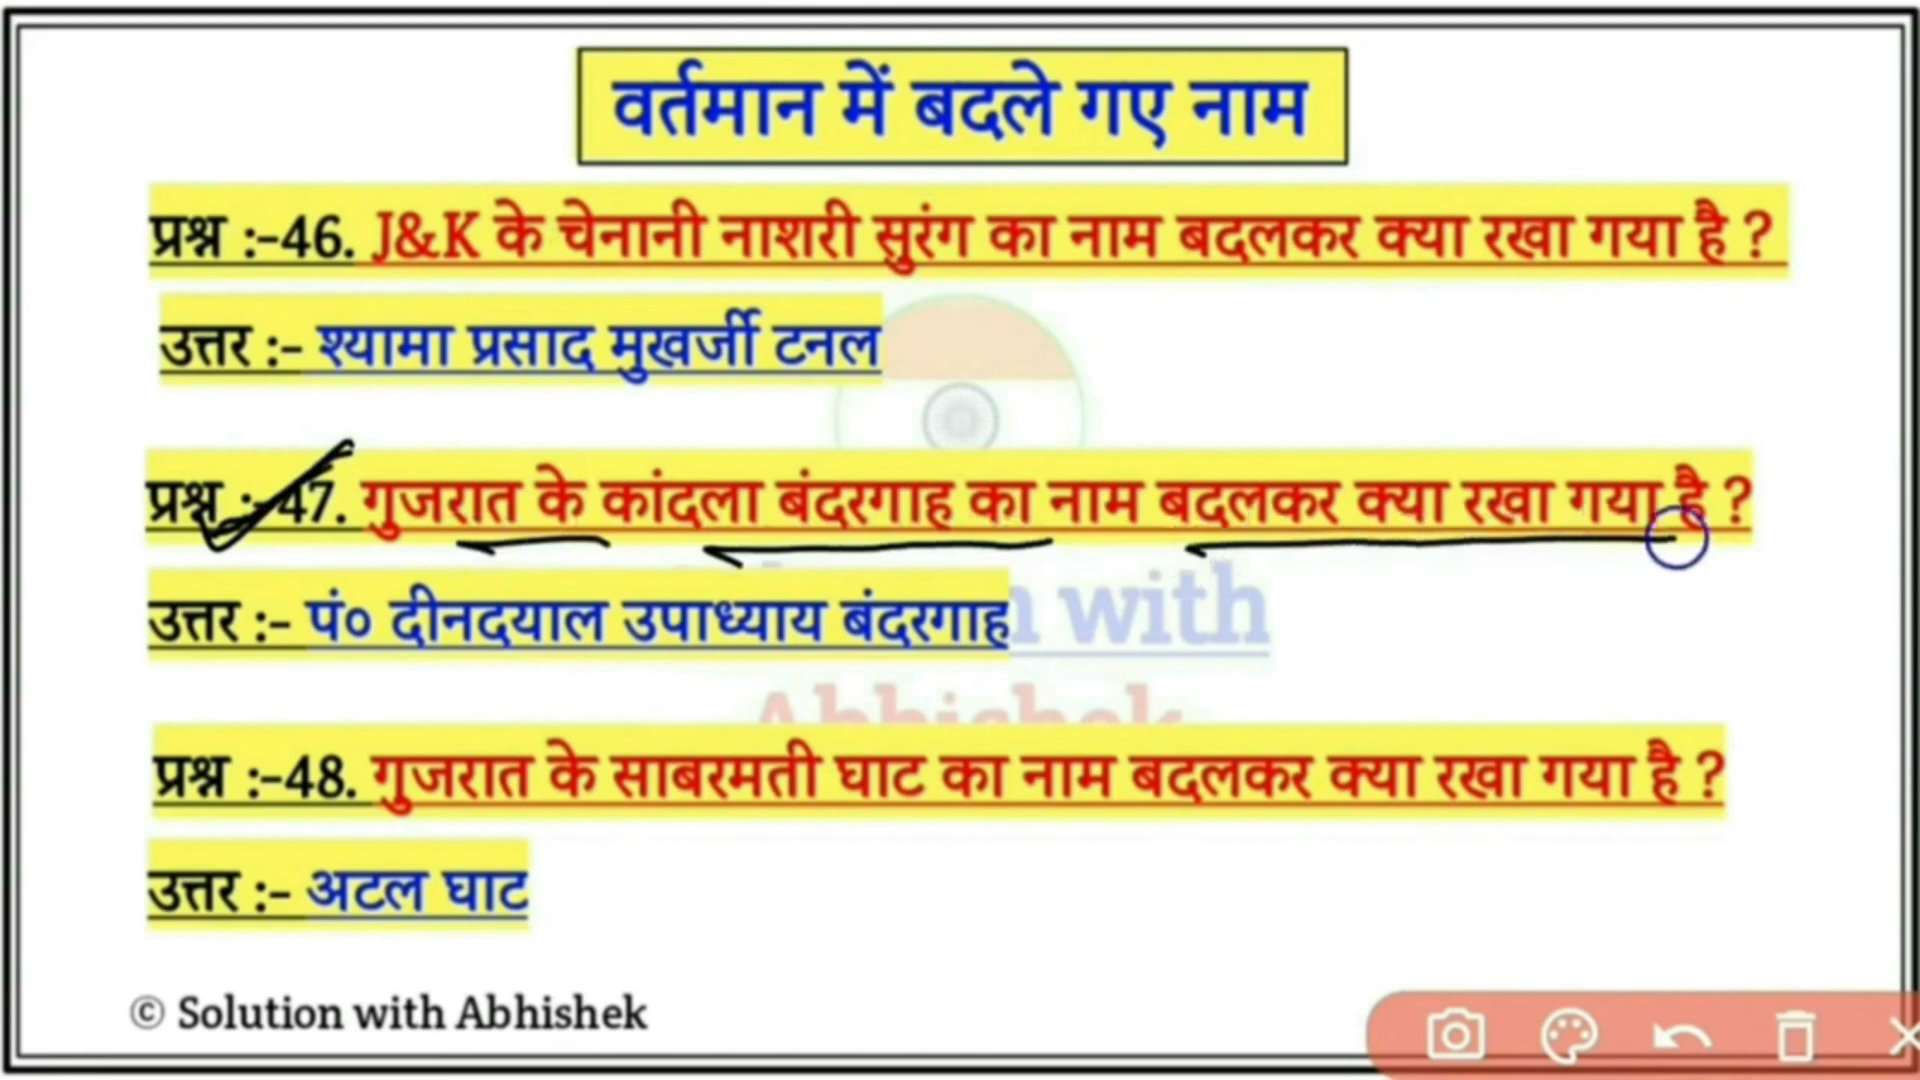 वर्तमान में बदले गए नाम
प्रश्न :-46. J&K के चेनानी नाशरी सुरंग का नाम बदलकर क्या रखा गया है ?
उत्तर :- श्यामा प्रसाद मुखर्जी टनल
प्रश्न :-47. गुजरात के कांदला बंदरगाह का नाम बदलकर क्या रखा गया है ?
उत्तर :- पं० दीनदयाल उपाध्याय बंदरगाह
with
Abhishek
प्रश्न :-48. गुजरात के साबरमती घाट का नाम बदलकर क्या रखा गया है ?
उत्तर :- अटल घाट
© Solution with Abhishek